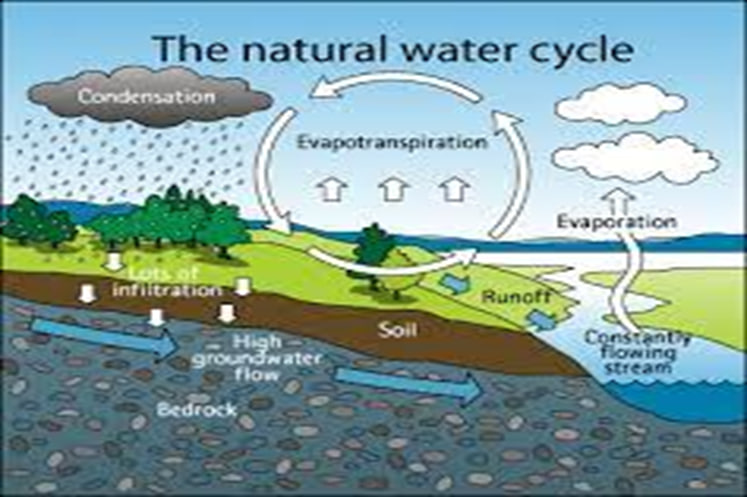 The natural water cycle
Condensation
Evapotranspiration
Evaporation
Lots of
infiltration
Runoff
High
groundwater
flow
Soil
Constantly
flowing
stream
Bedrock